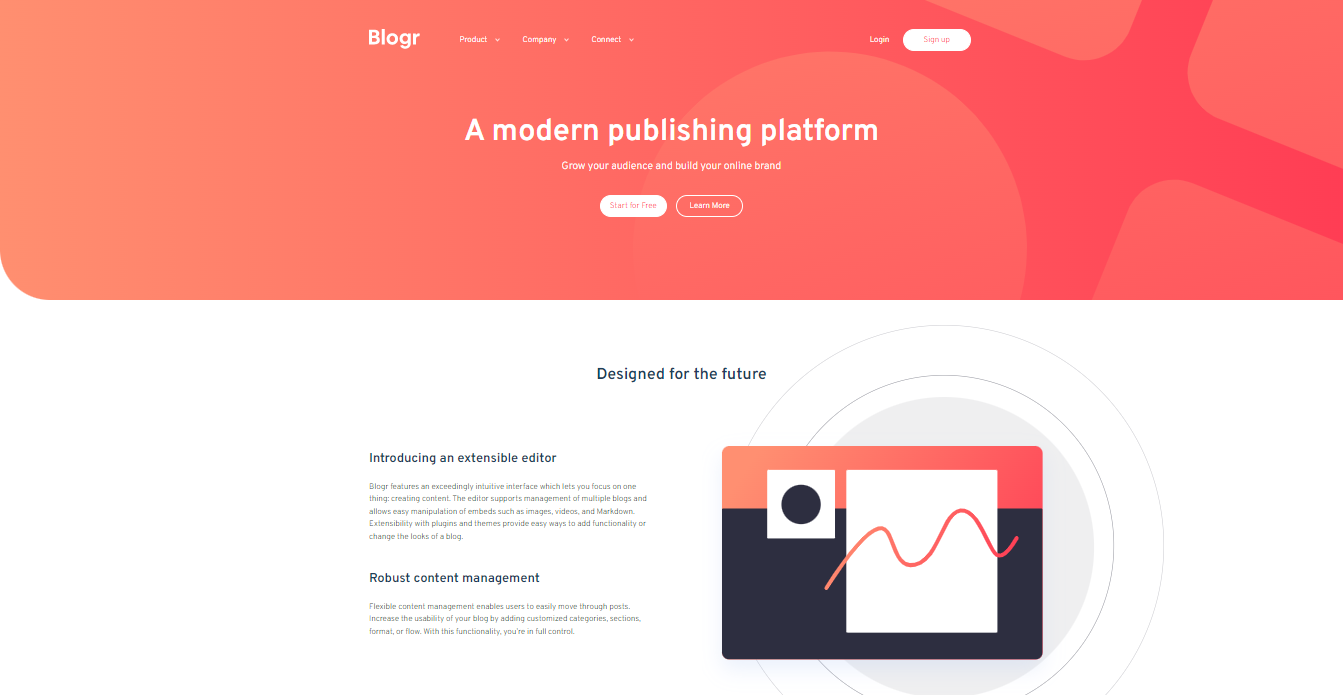 Blogr
Product
Company
Connect
Login
Sign up
A modern publishing platform
Grow your audience and build your online brand
Start for Free
Learn More
Designed for the future
Introducing an extensible editor
Blogr features an exceedingly intuitive interface which lets you focus on one
thing: creating content. The editor supports management of multiple blogs and
allows easy manipulation of embeds such as images, videos, and Markdown.
Extensibility with plugins and themes provide easy ways to add functionality or
change the looks of a blog.
Robust content management
Flexible content management enables users to easily move through posts.
Increase the usability of your blog by adding customized categories, sections,
format, or flow. With this functionality, you're in full control.